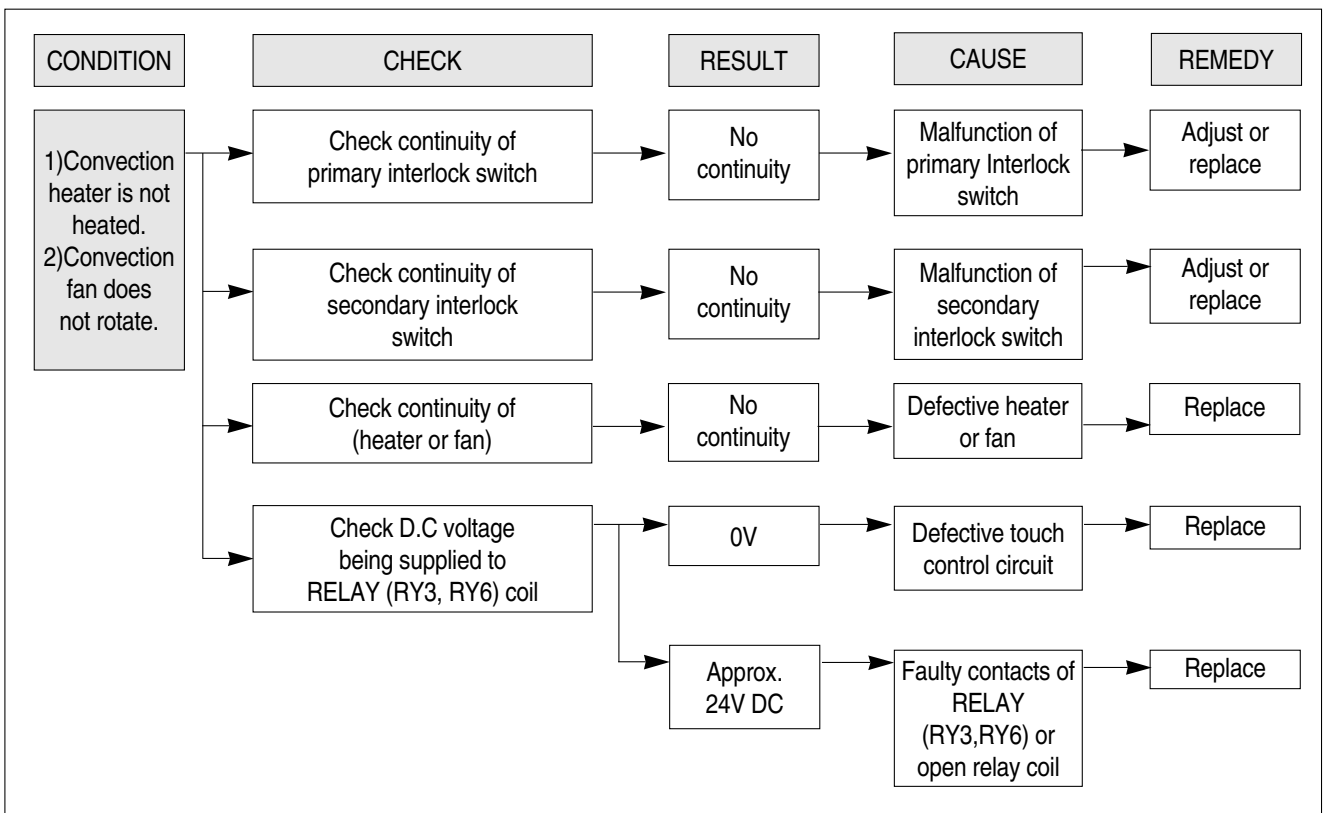 CONDITION
CHECK
RESULT
CAUSE
REMEDY
1)Convection
heater is not
heated.
2)Convection
fan does
not rotate.
Check continuity of
primary interlock switch
No
continuity
Malfunction of
primary Interlock
switch
Adjust or
replace
Check continuity of
secondary interlock
switch
No
continuity
Malfunction of
secondary
interlock switch
Adjust or
replace
Check continuity of
(heater or fan)
No
continuity
Defective heater
or fan
Replace
Check D.C voltage
being supplied to
RELAY (RY3, RY6) coil
0V
Defective touch
control circuit
Replace
Approx.
24V DC
Faulty contacts of
RELAY
(RY3,RY6) or
open relay coil
Replace